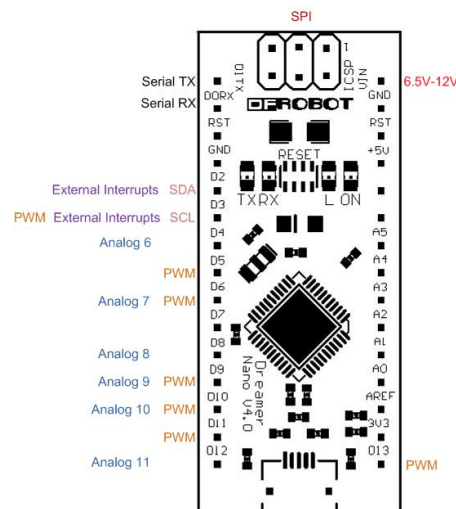 SPI
1
D1TX
ICSP
VIN
Serial TX
6.5V-12V
DORX
GND
Serial RX
DFROBOT
RST
RST
GND
RESET
+5V
D2
External Interrupts SDA
TX RX
L ON
D3
PWM External Interrupts SCL
D4
A5
Analog 6
D5
A4
PWM
D6
A3
Analog 7 PWM
D7
A2
D8
A1
Analog 8
D9
Dreamer
Nano V4.0
A0
Analog 9 PWM
D10
AREF
Analog 10 PWM
D11
3V3
PWM
D12
D13
Analog 11
PWM